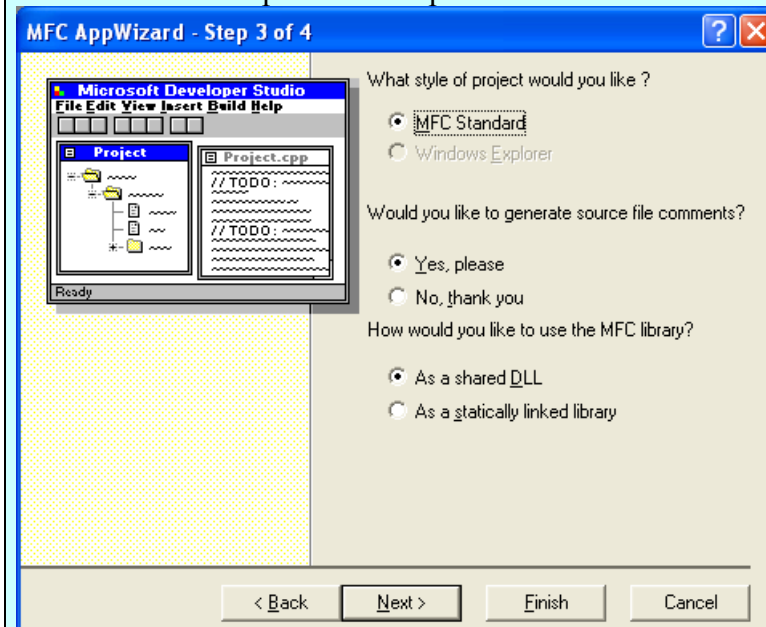 MFC AppWizard - Step 3 of 4
Microsoft Developer Studio
File Edit View Insert Build Help
Project
Project.cpp
//TODO:
//TODO:
Ready
What style of project would you like ?
MFC Standard
Windows Explorer
Would you like to generate source file comments?
Yes, please
No, thank you
How would you like to use the MFC library?
As a shared DLL
As a statically linked library
< Back Next > Finish Cancel